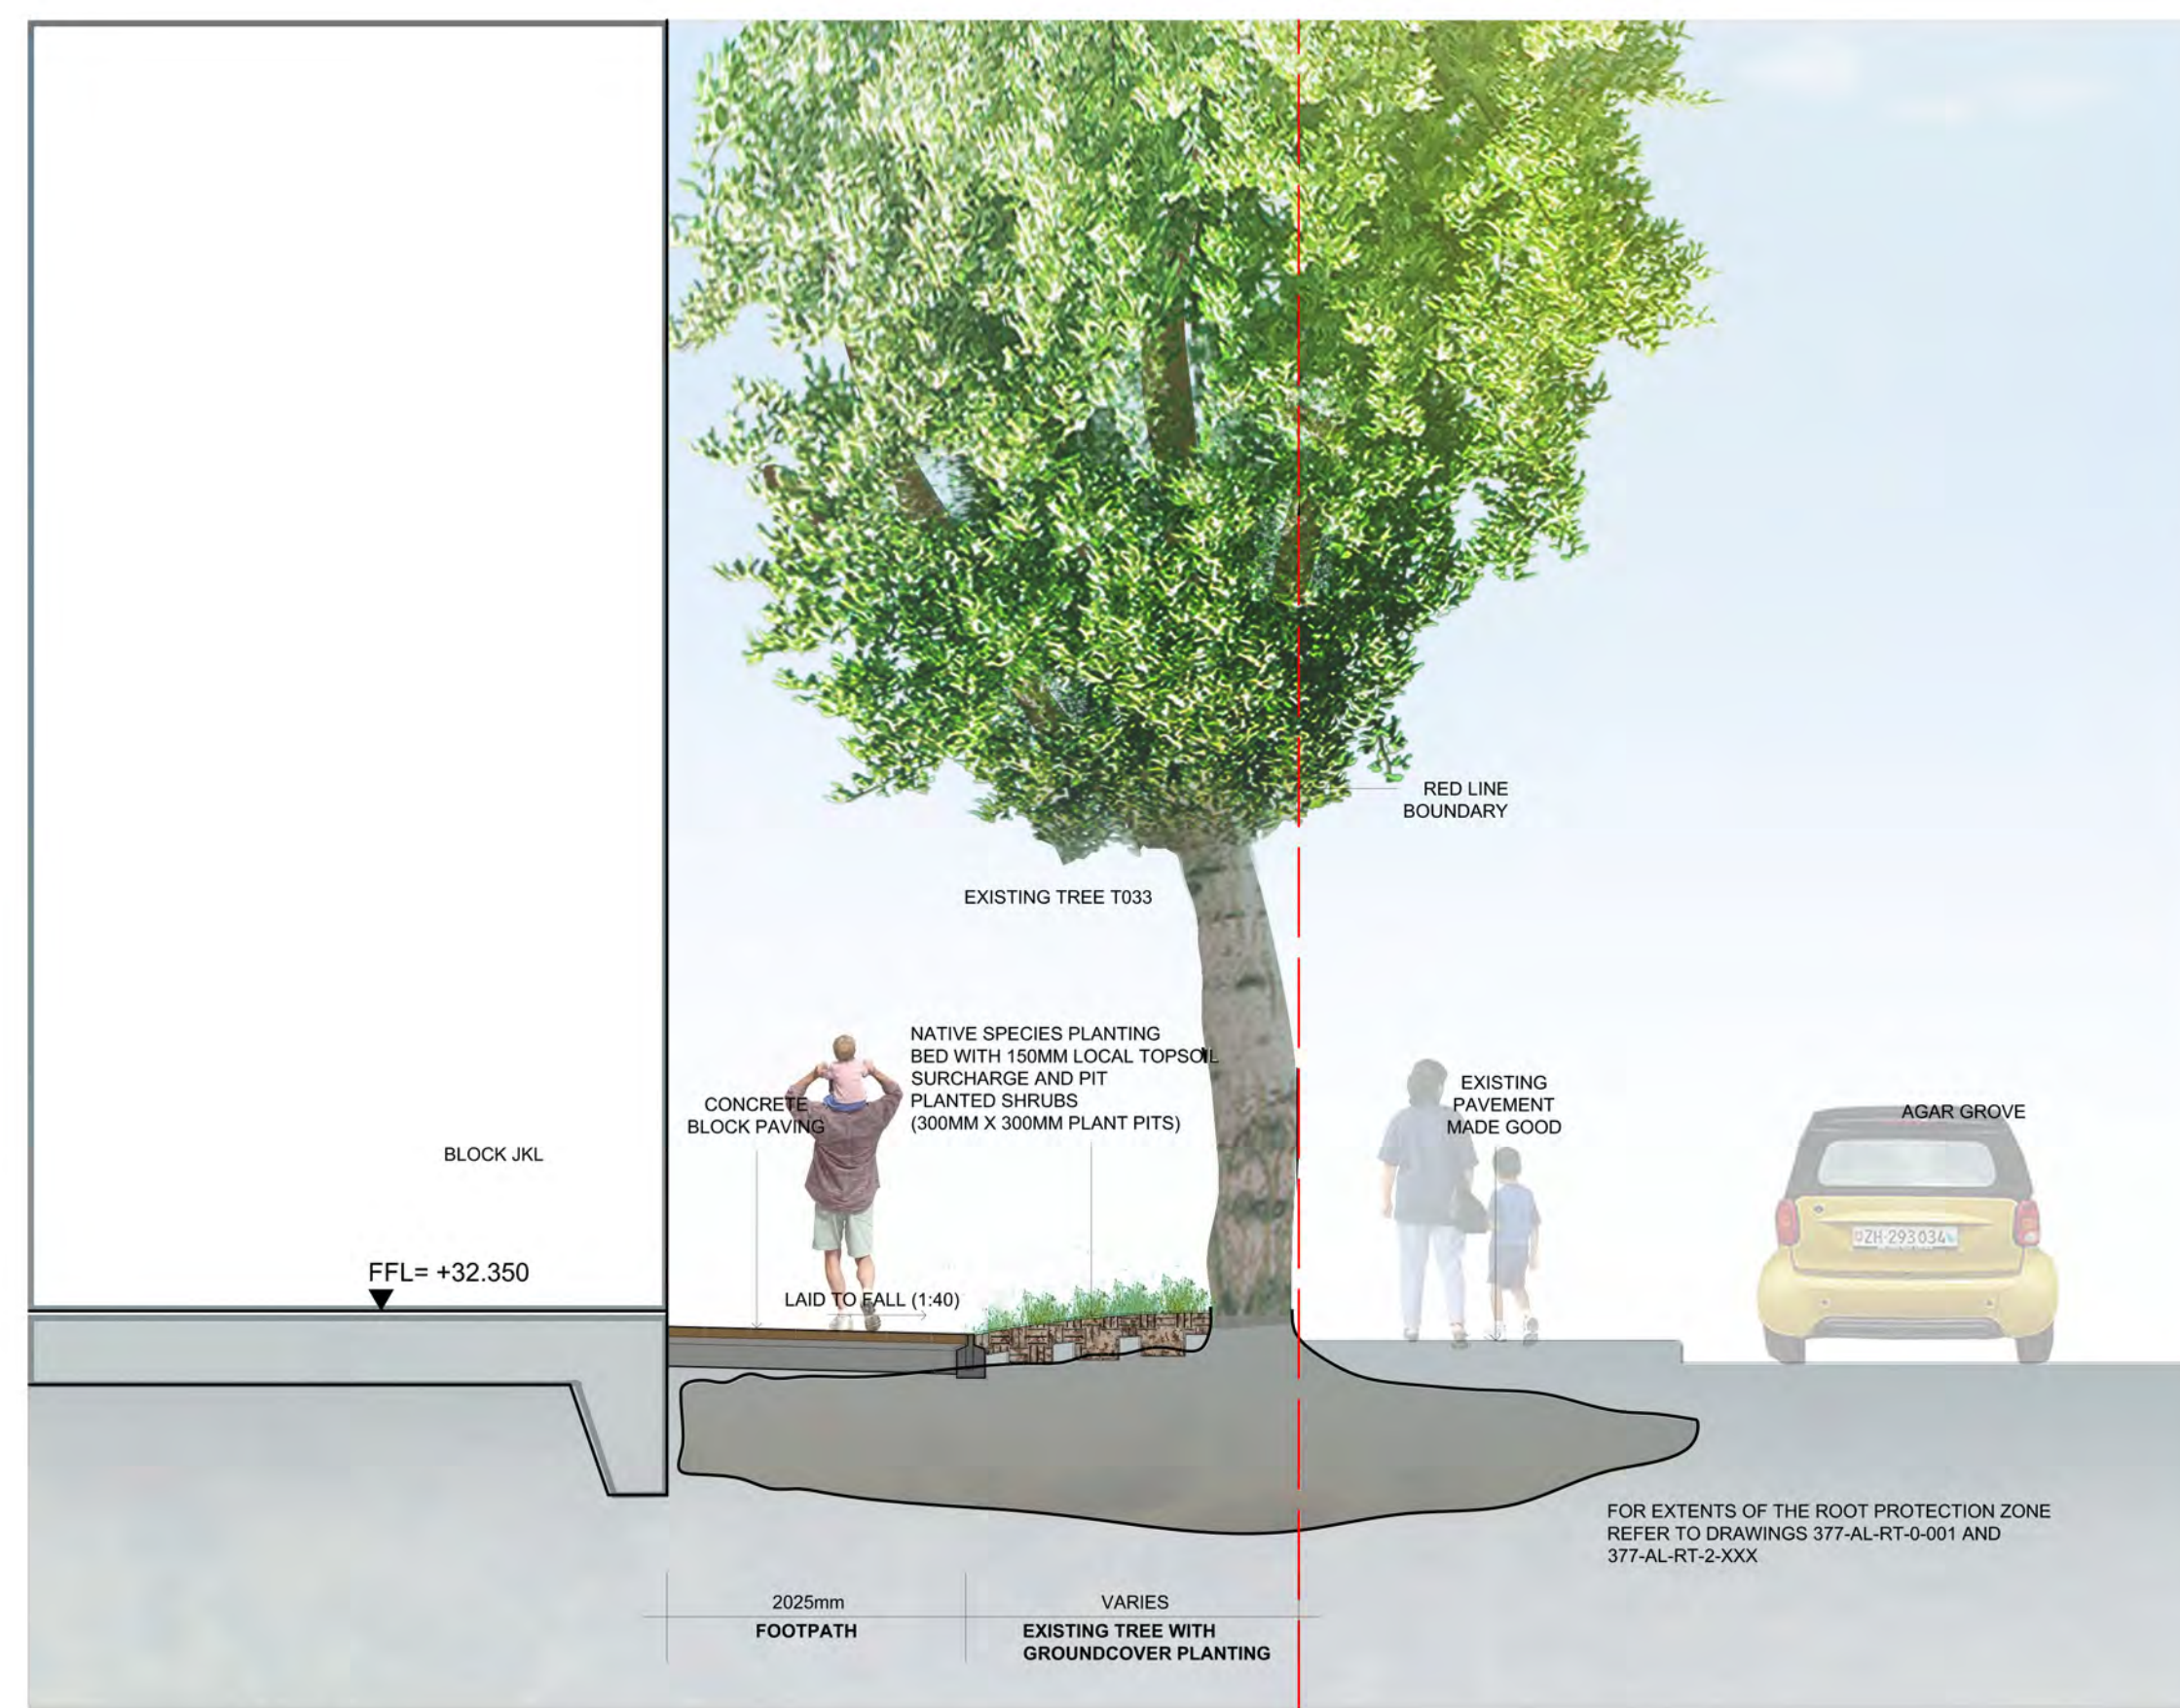 RED LINE
BOUNDARY
EXISTING TREE T033
NATIVE SPECIES PLANTING
BED WITH 150MM LOCAL TOPSOIL
SURCHARGE AND PIT
PLANTED SHRUBS
(300MM X 300MM PLANT PITS)
CONCRETE
BLOCK PAVING
EXISTING
PAVEMENT
MADE GOOD
AGAR GROVE
BLOCK JKL
ZH·293034
FFL= +32.350
LAID TO FALL (1:40)
FOR EXTENTS OF THE ROOT PROTECTION ZONE
REFER TO DRAWINGS 377-AL-RT-0-001 AND
377-AL-RT-2-XXX
2025mm
FOOTPATH
VARIES
EXISTING TREE WITH
GROUNDCOVER PLANTING